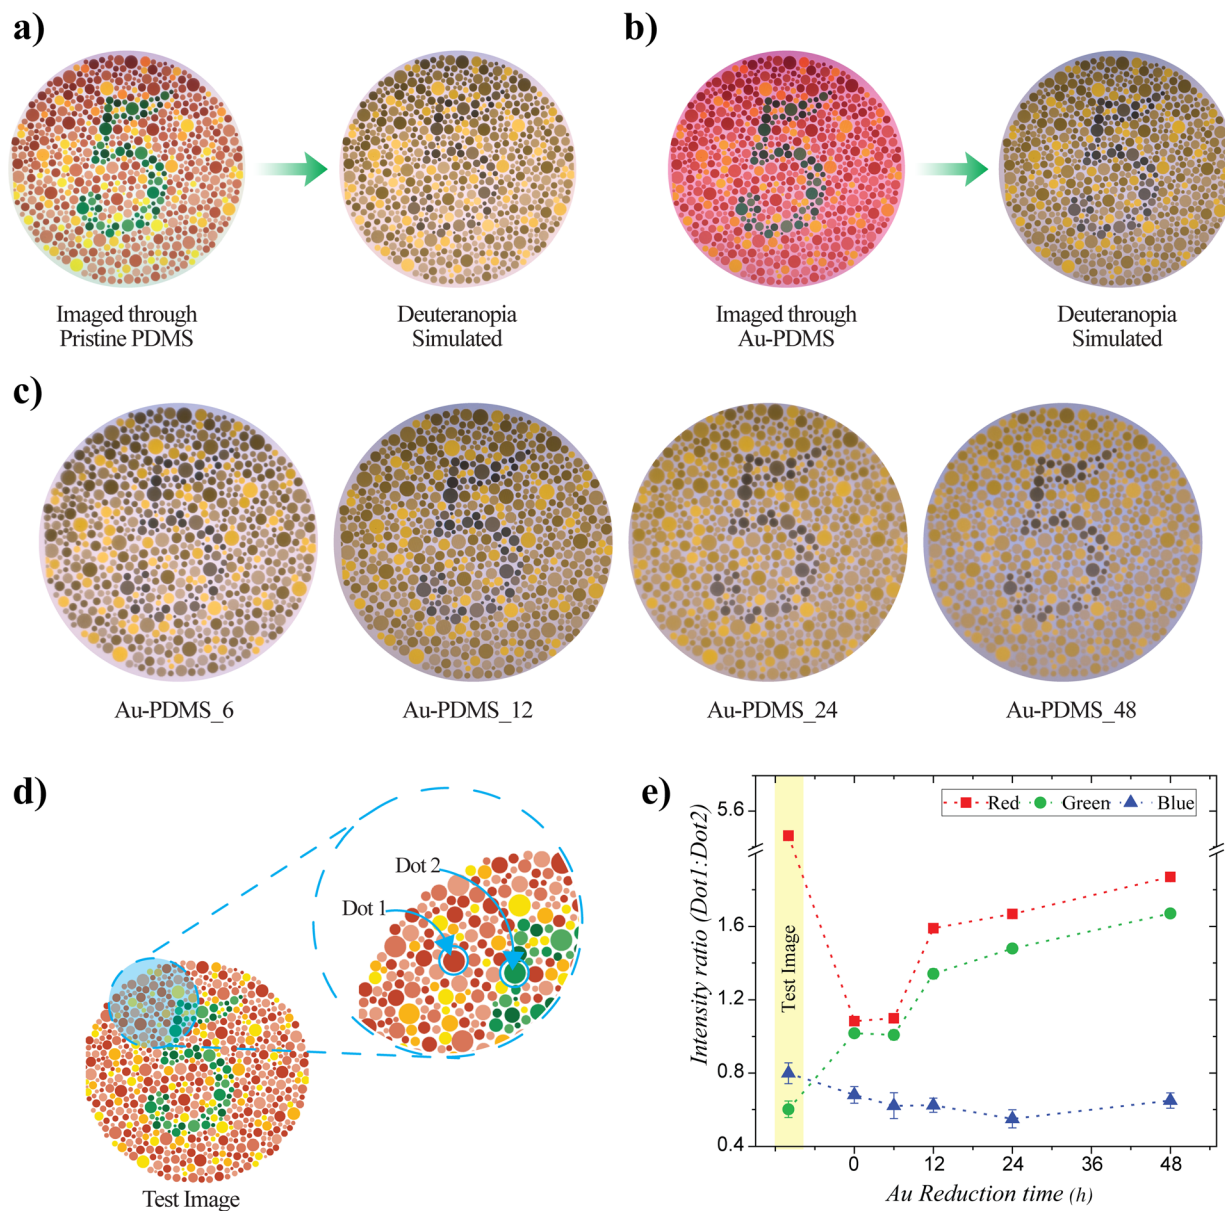 a)
b)
Imaged through
Pristine PDMS
Deuteranopia
Simulated
Imaged through
Au-PDMS
Deuteranopia
Simulated
c)
Au-PDMS_6
Au-PDMS_12
Au-PDMS_24
Au-PDMS_48
d)
Dot 2
Dot 1
Test Image
e)
Red
Green
Blue
Intensity ratio (Dot1:Dot2)
5.6
1.6
1.2
0.8
0.4
Test Image
0
12
24
36
48
Au Reduction time (h)